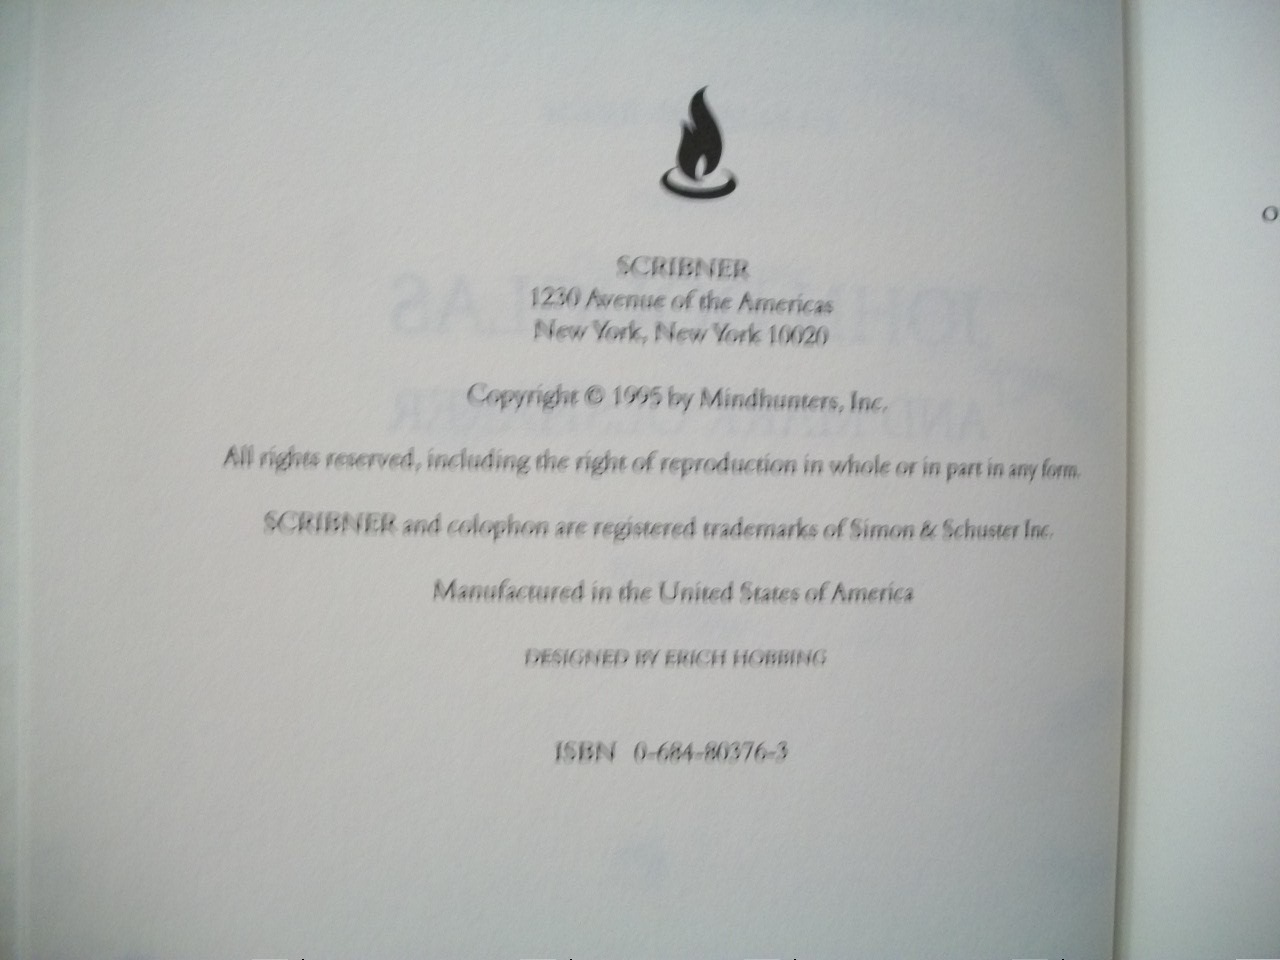 SCRIBNER
1230 Avenue of the Americas
New York, New York 10020
Copyright © 1995 by Mindhunters, Inc.
All rights reserved, including the right of reproduction in whole or in part in any form.
SCRIBNER and colophon are registered trademarks of Simon & Schuster Inc.
Manufactured in the United States of America
DESIGNED BY ERICH HOBBING
ISBN 0-684-80376-3